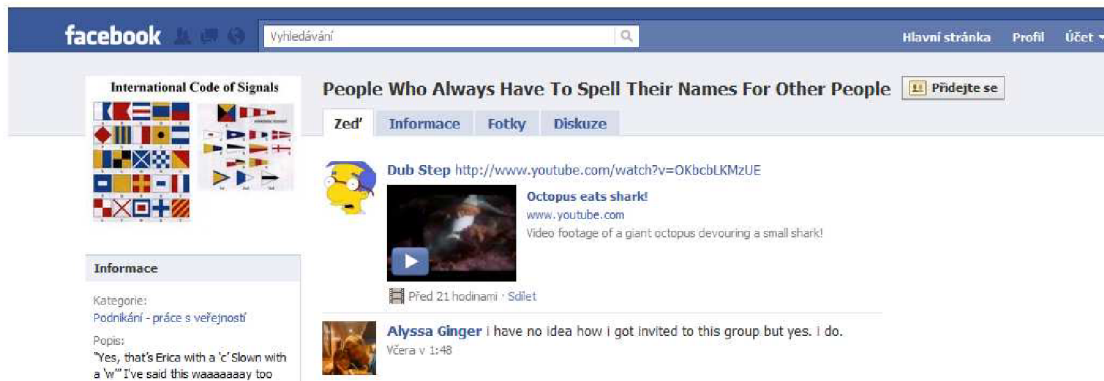 facebook
Vyhledávání
Hlavní stránka Profil Účet
International Code of Signals
People Who Always Have To Spell Their Names For Other People
Přidejte se
Zeď Informace Fotky Diskuze
Dub Step http://www.youtube.com/watch?v=OKbcbLKMzUE
Octopus eats shark!
www.youtube.com
Video footage of a giant octopus devouring a small shark!
Před 21 hodinami · Sdílet
Informace
Kategorie:
Podnikání - práce s veřejností
Popis:
"Yes, that's Erica with a 'c' Slown with
a 'w'" I've said this waaaaaaay too
Alyssa Ginger i have no idea how i got invited to this group but yes. i do.
Včera v 1:48